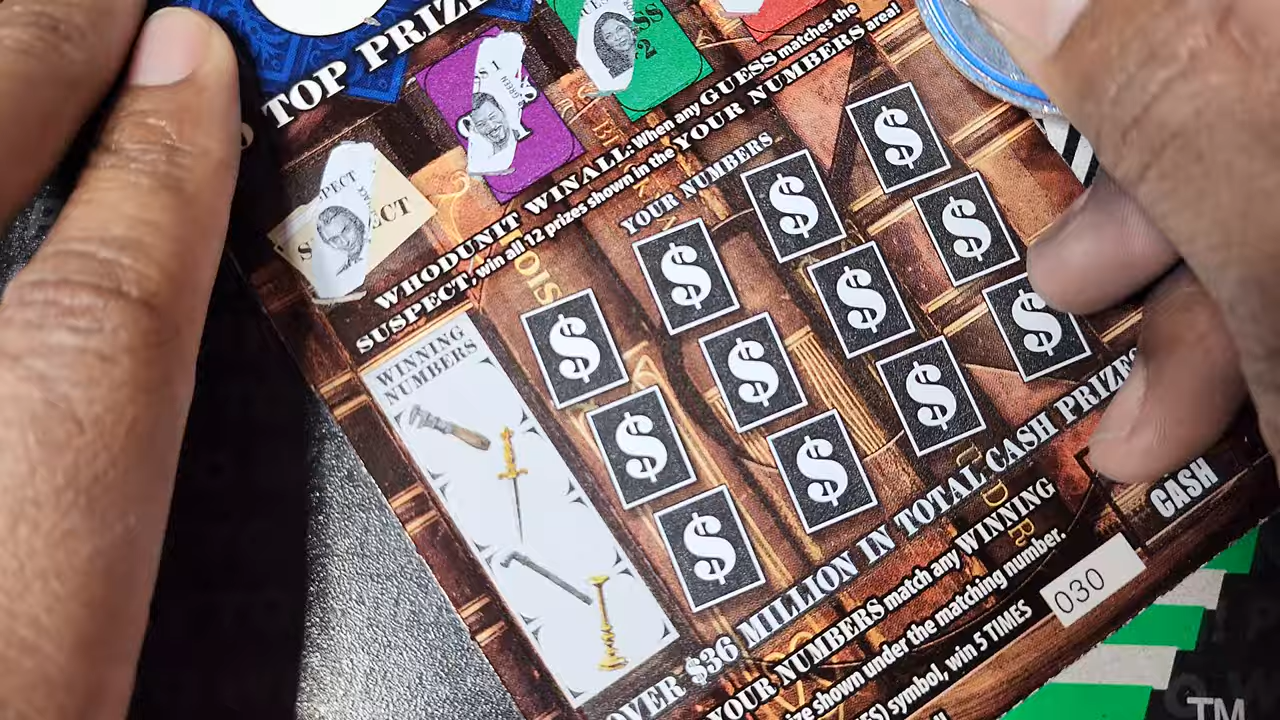 TOP PRIZE
WHODUNIT WINALL: When any GUESS matches the
SUSPECT, win all 12 prizes shown in the YOUR NUMBERS area!
SUSPECT
YOUR NUMBERS
WINNING
NUMBERS
$ $ $ $
$ $ $ $
$ $ $ $
OVER $36 MILLION IN TOTAL CASH PRIZES
YOUR NUMBERS match any WINNING
shown under the matching number.
symbol, win 5 TIMES
CASH
030
TM